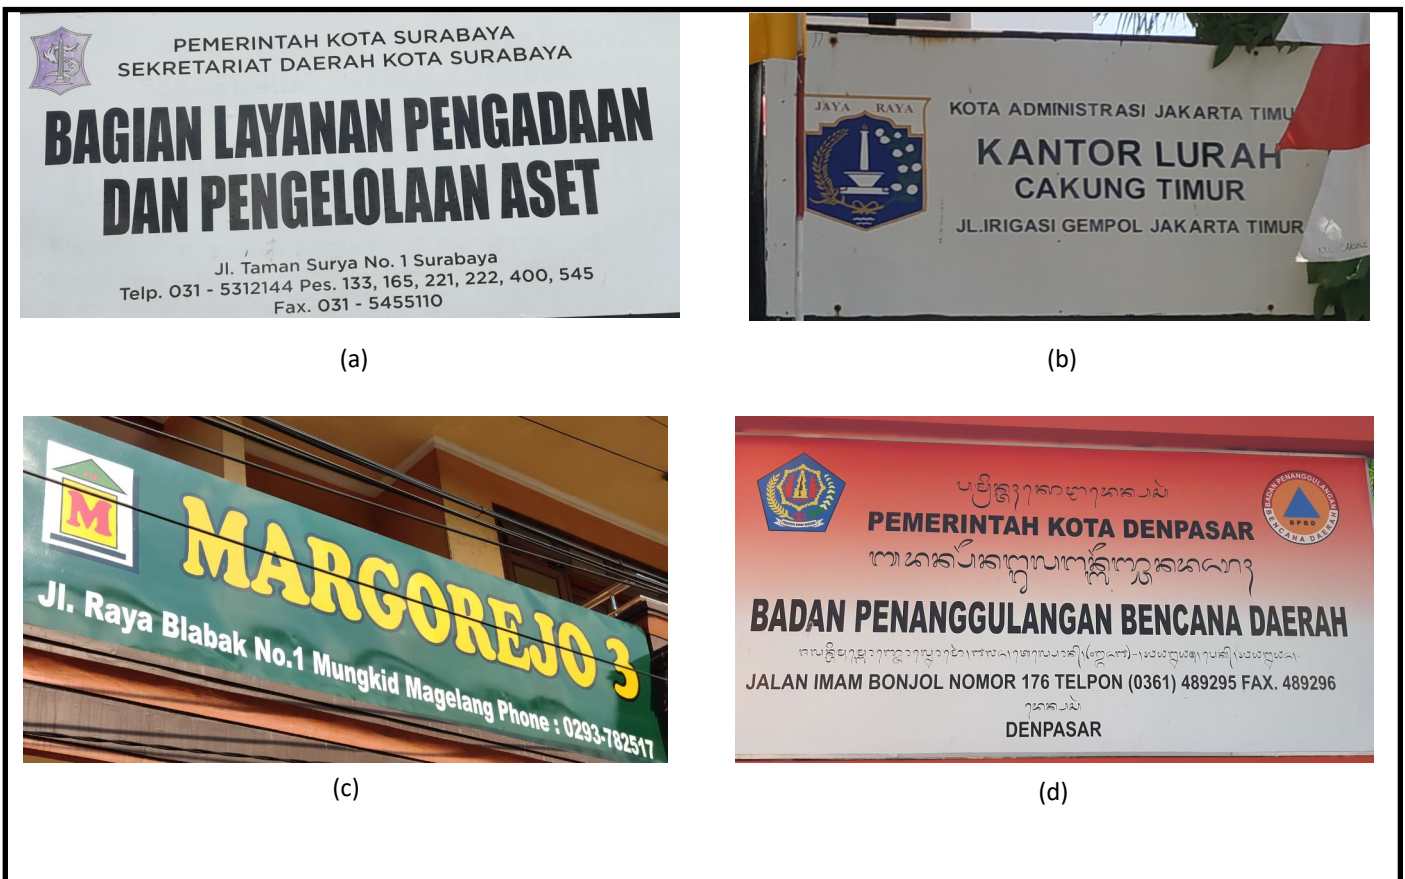 PEMERINTAH KOTA SURABAYA
SEKRETARIAT DAERAH KOTA SURABAYA
BAGIAN LAYANAN PENGADAAN
DAN PENGELOLAAN ASET
Jl. Taman Surya No. 1 Surabaya
Telp. 031 - 5312144 Pes. 133, 165, 221, 222, 400, 545
Fax. 031 - 5455110
(a)
JAYA RAYA
KOTA ADMINISTRASI JAKARTA TIMU
KANTOR LURAH
CAKUNG TIMUR
JL.IRIGASI GEMPOL JAKARTA TIMUR
(b)
M
MARGOREJO 3
Jl. Raya Blabak No.1 Mungkid Magelang Phone : 0293-782517
(c)
BADAN PENANGGULANGAN
BENCANA DAERAH
BPBD
PEMERINTAH KOTA DENPASAR
BADAN PENANGGULANGAN BENCANA DAERAH
JALAN IMAM BONJOL NOMOR 176 TELPON (0361) 489295 FAX. 489296
DENPASAR
(d)